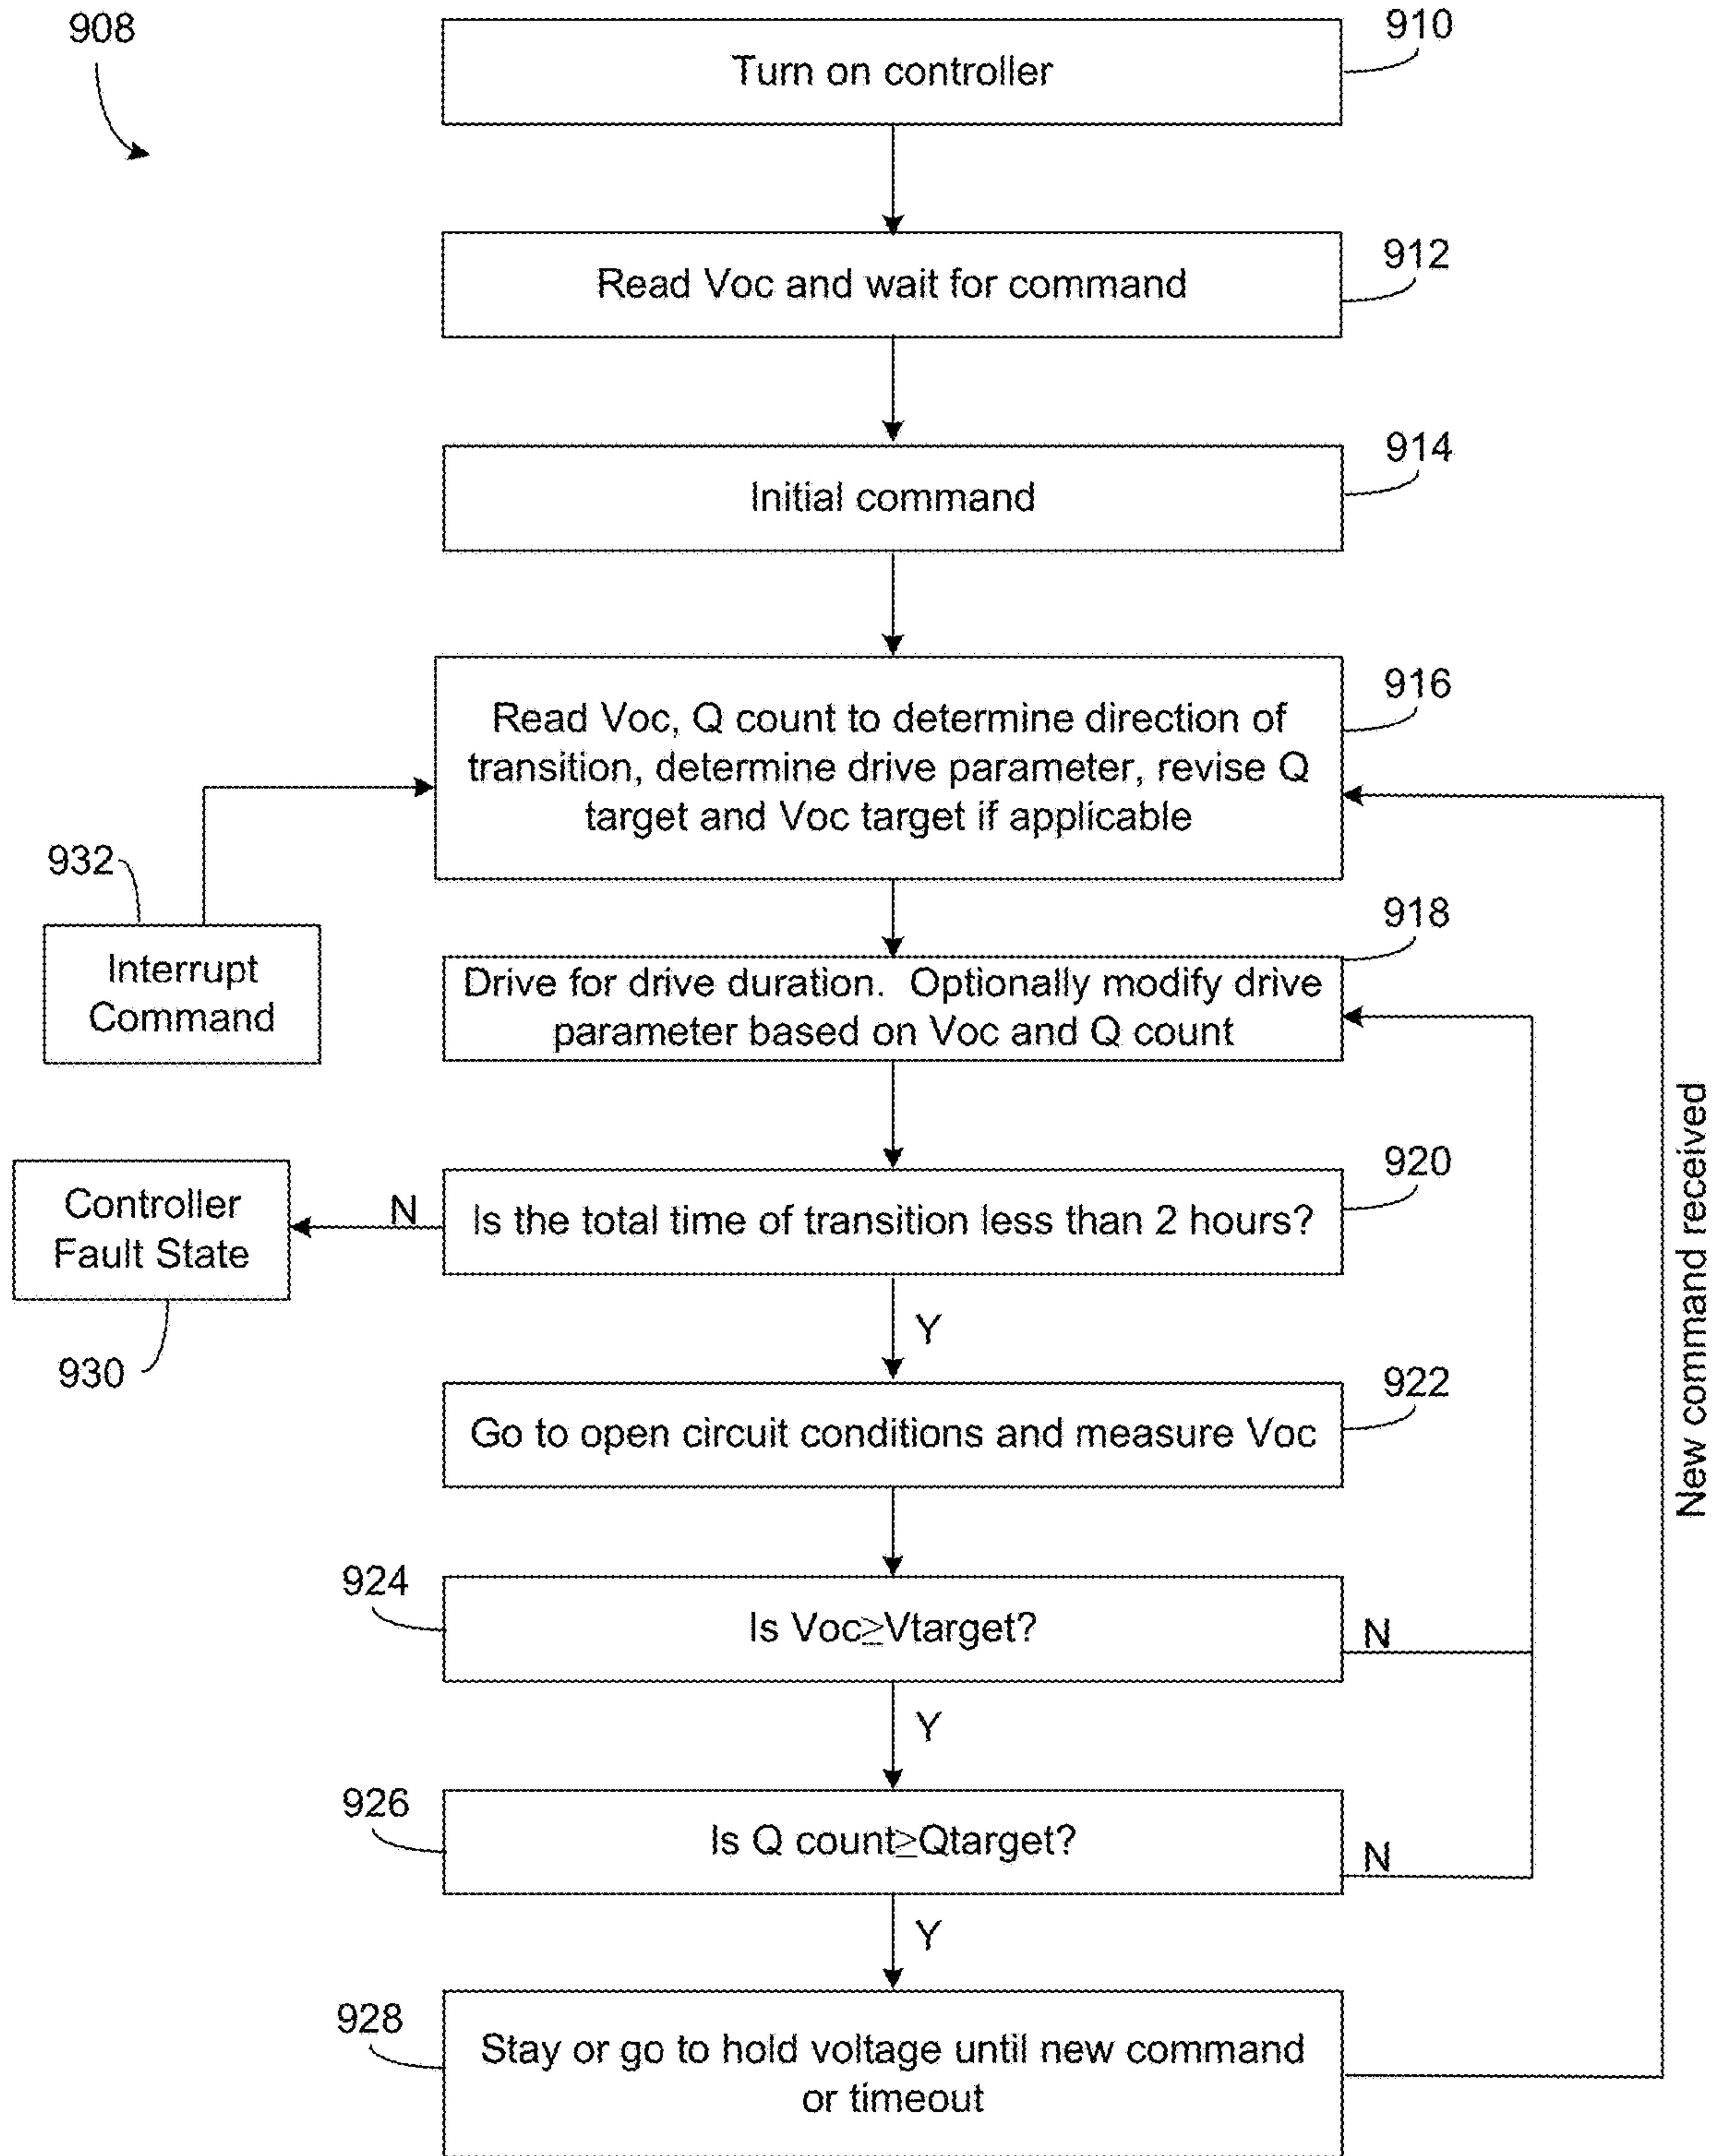 908
910
Turn on controller
912
Read Voc and wait for command
914
Initial command
916
Read Voc, Q count to determine direction of
transition, determine drive parameter, revise Q
target and Voc target if applicable
932
Interrupt
Command
918
Drive for drive duration. Optionally modify drive
parameter based on Voc and Q count
New command received
920
Controller
Fault State
N
Is the total time of transition less than 2 hours?
930
Y
922
Go to open circuit conditions and measure Voc
924
Is Voc≥Vtarget?
N
Y
926
Is Q count≥Qtarget?
N
Y
928
Stay or go to hold voltage until new command
or timeout